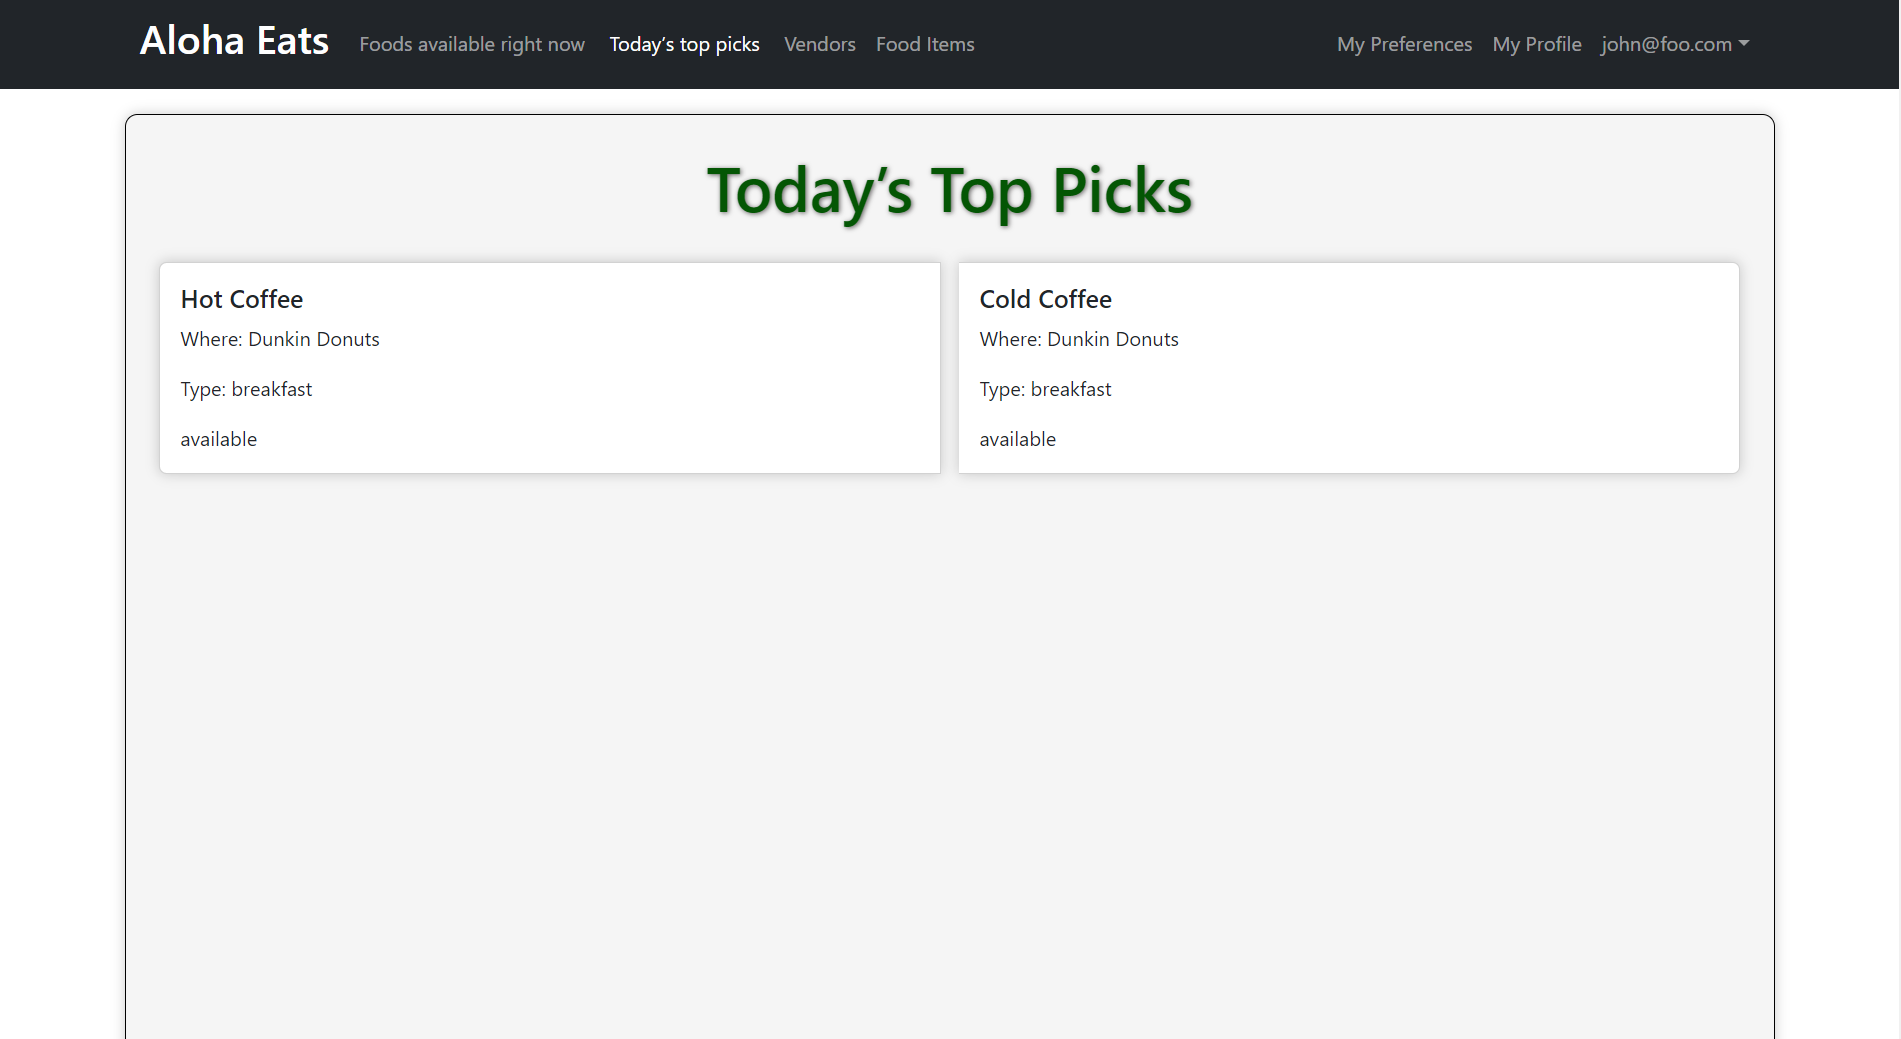 Aloha Eats Foods available right now Today’s top picks Vendors Food Items My Preferences My Profile john@foo.com
Today’s Top Picks
Hot Coffee
Where: Dunkin Donuts
Type: breakfast
available
Cold Coffee
Where: Dunkin Donuts
Type: breakfast
available